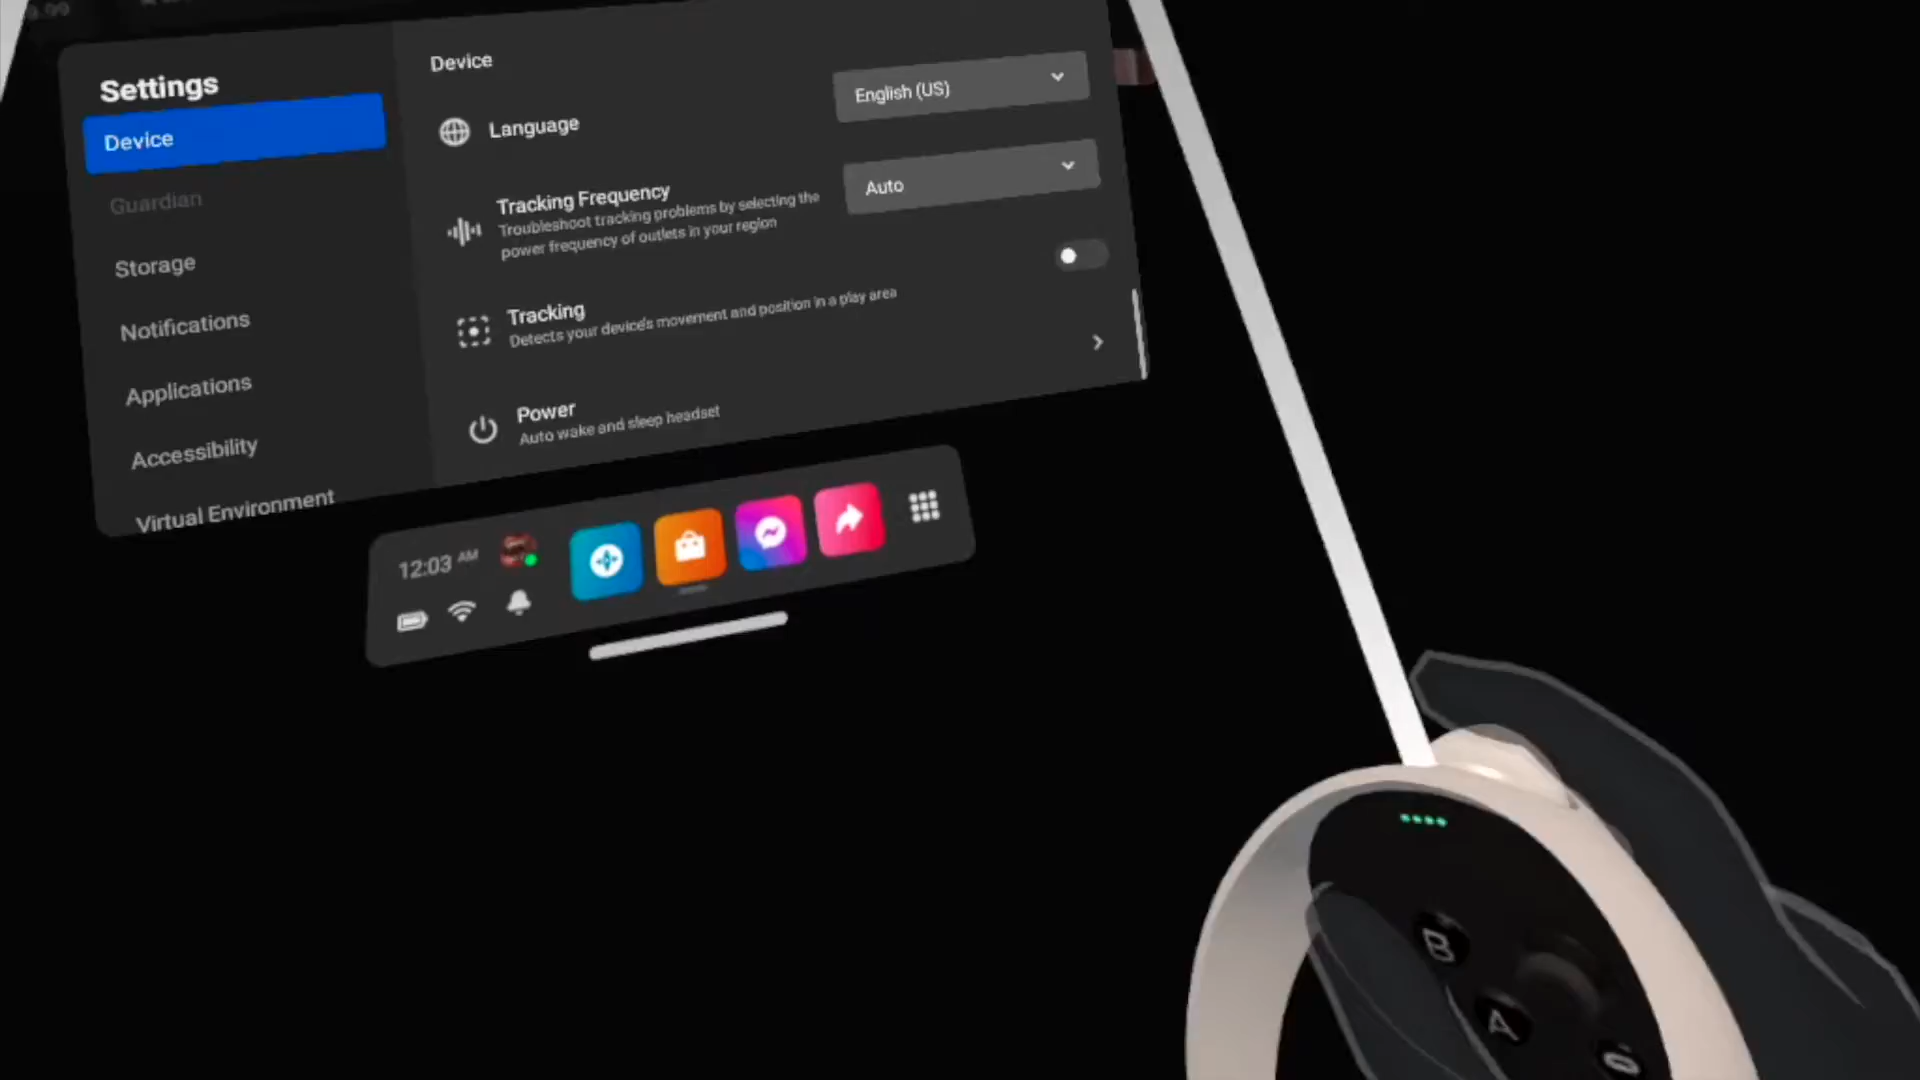 Settings
Device
Guardian
Storage
Notifications
Applications
Accessibility
Virtual Environment
Device
Language
English (US)
Tracking Frequency
Troubleshoot tracking problems by selecting the
power frequency of outlets in your region
Auto
Tracking
Detects your device's movement and position in a play area
Power
Auto wake and sleep headset
12:03 AM
B
A